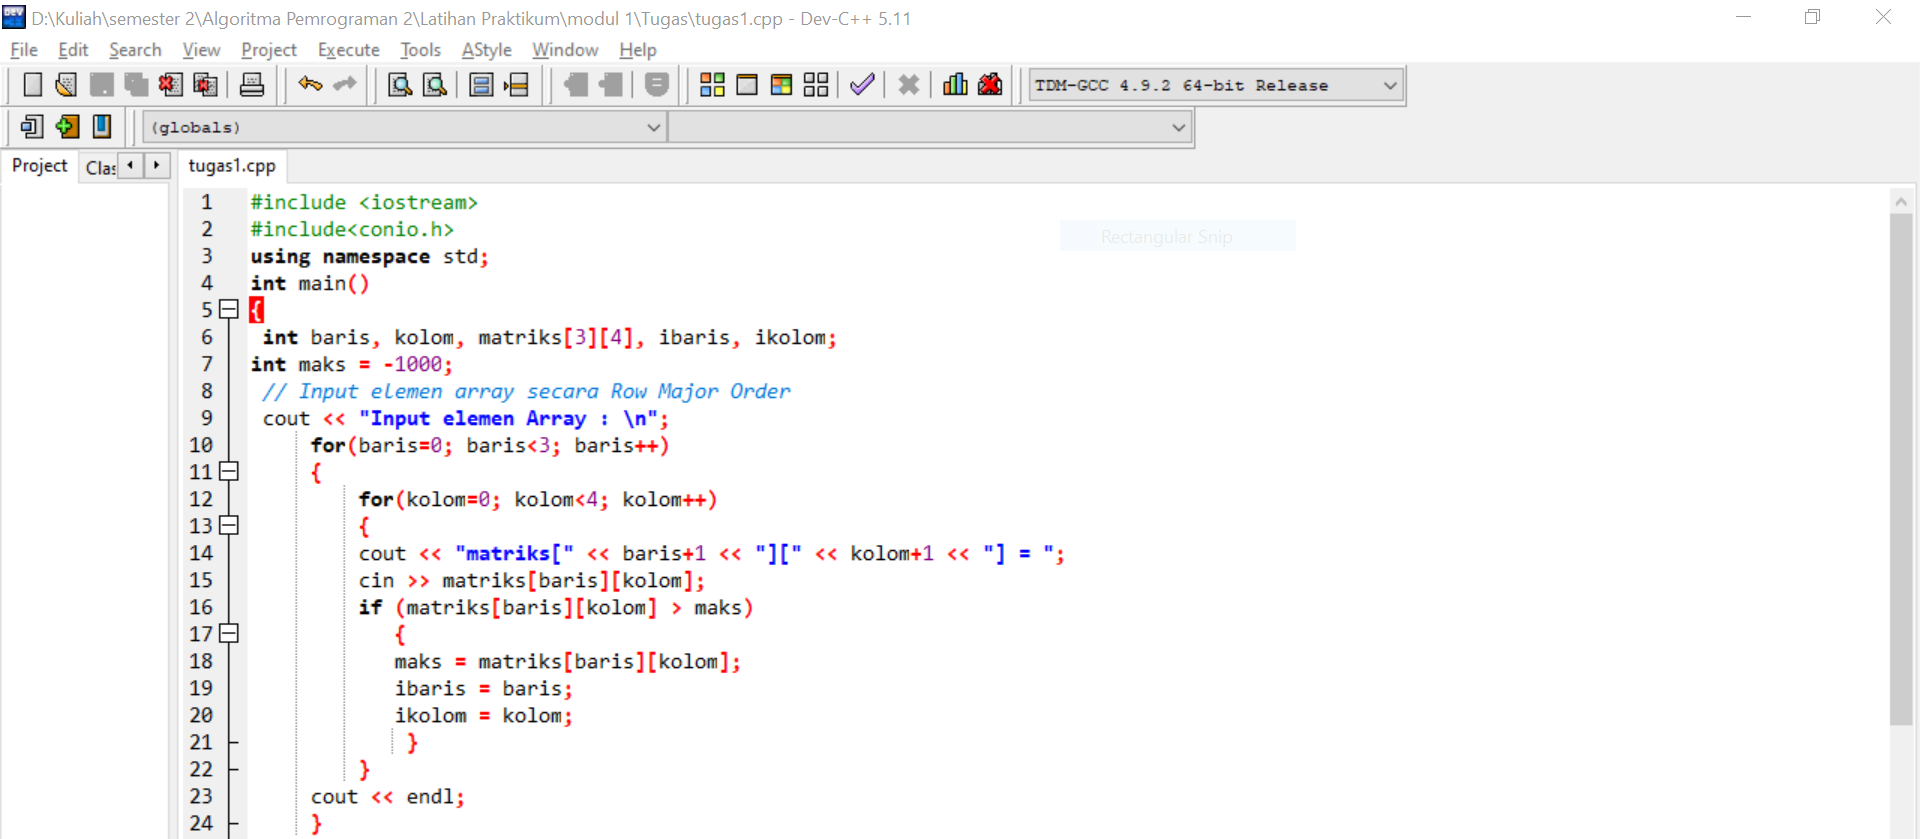 D:\Kuliah\semester 2\Algoritma Pemrograman 2\Latihan Praktikum\modul 1\Tugas\tugas1.cpp - Dev-C++ 5.11
File Edit Search View Project Execute Tools AStyle Window Help
TDM-GCC 4.9.2 64-bit Release
(globals)
Project Clas tugas1.cpp
1 #include <iostream>
2 #include<conio.h>
Rectangular Snip
3 using namespace std;
4 int main()
5 {
6 int baris, kolom, matriks[3][4], ibaris, ikolom;
7 int maks = -1000;
8 // Input elemen array secara Row Major Order
9 cout << "Input elemen Array : \n";
10 for(baris=0; baris<3; baris++)
11 {
12 for(kolom=0; kolom<4; kolom++)
13 {
14 cout << "matriks[" << baris+1 << "][" << kolom+1 << "] = ";
15 cin >> matriks[baris][kolom];
16 if (matriks[baris][kolom] > maks)
17 {
18 maks = matriks[baris][kolom];
19 ibaris = baris;
20 ikolom = kolom;
21 }
22 }
23 cout << endl;
24 }